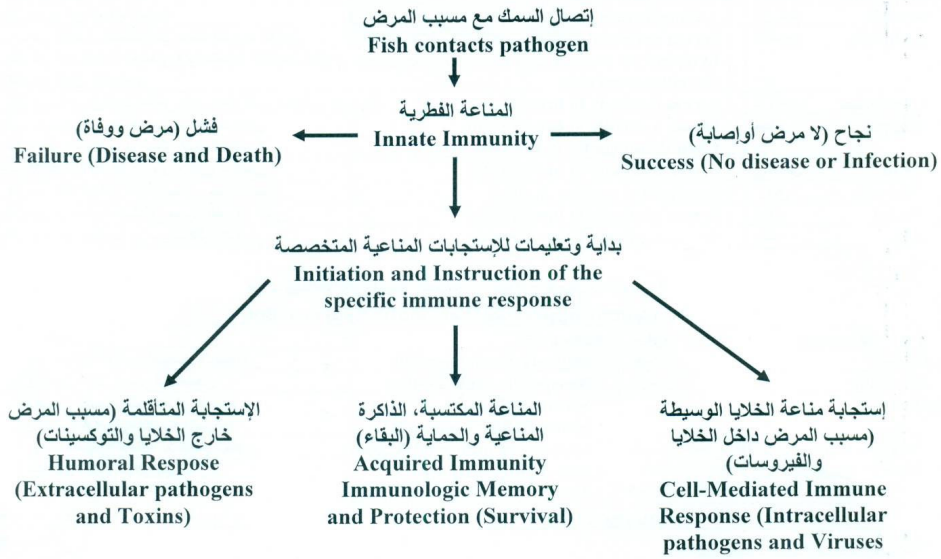 إتصال السمك مع مسبب المرض
Fish contacts pathogen
المناعة الفطرية
Innate Immunity
فشل (مرض ووفاة)
Failure (Disease and Death)
نجاح (لا مرض أوإصابة)
Success (No disease or Infection)
بداية وتعليمات للإستجابات المناعية المتخصصة
Initiation and Instruction of the
specific immune response
الإستجابة المتأقلمة (مسبب المرض
خارج الخلايا والتوكسينات)
Humoral Respose
(Extracellular pathogens
and Toxins)
المناعة المكتسبة، الذاكرة
المناعية والحماية (البقاء)
Acquired Immunity
Immunologic Memory
and Protection (Survival)
إستجابة مناعة الخلايا الوسيطة
(مسبب المرض داخل الخلايا
والفيروسات)
Cell-Mediated Immune
Response (Intracellular
pathogens and Viruses